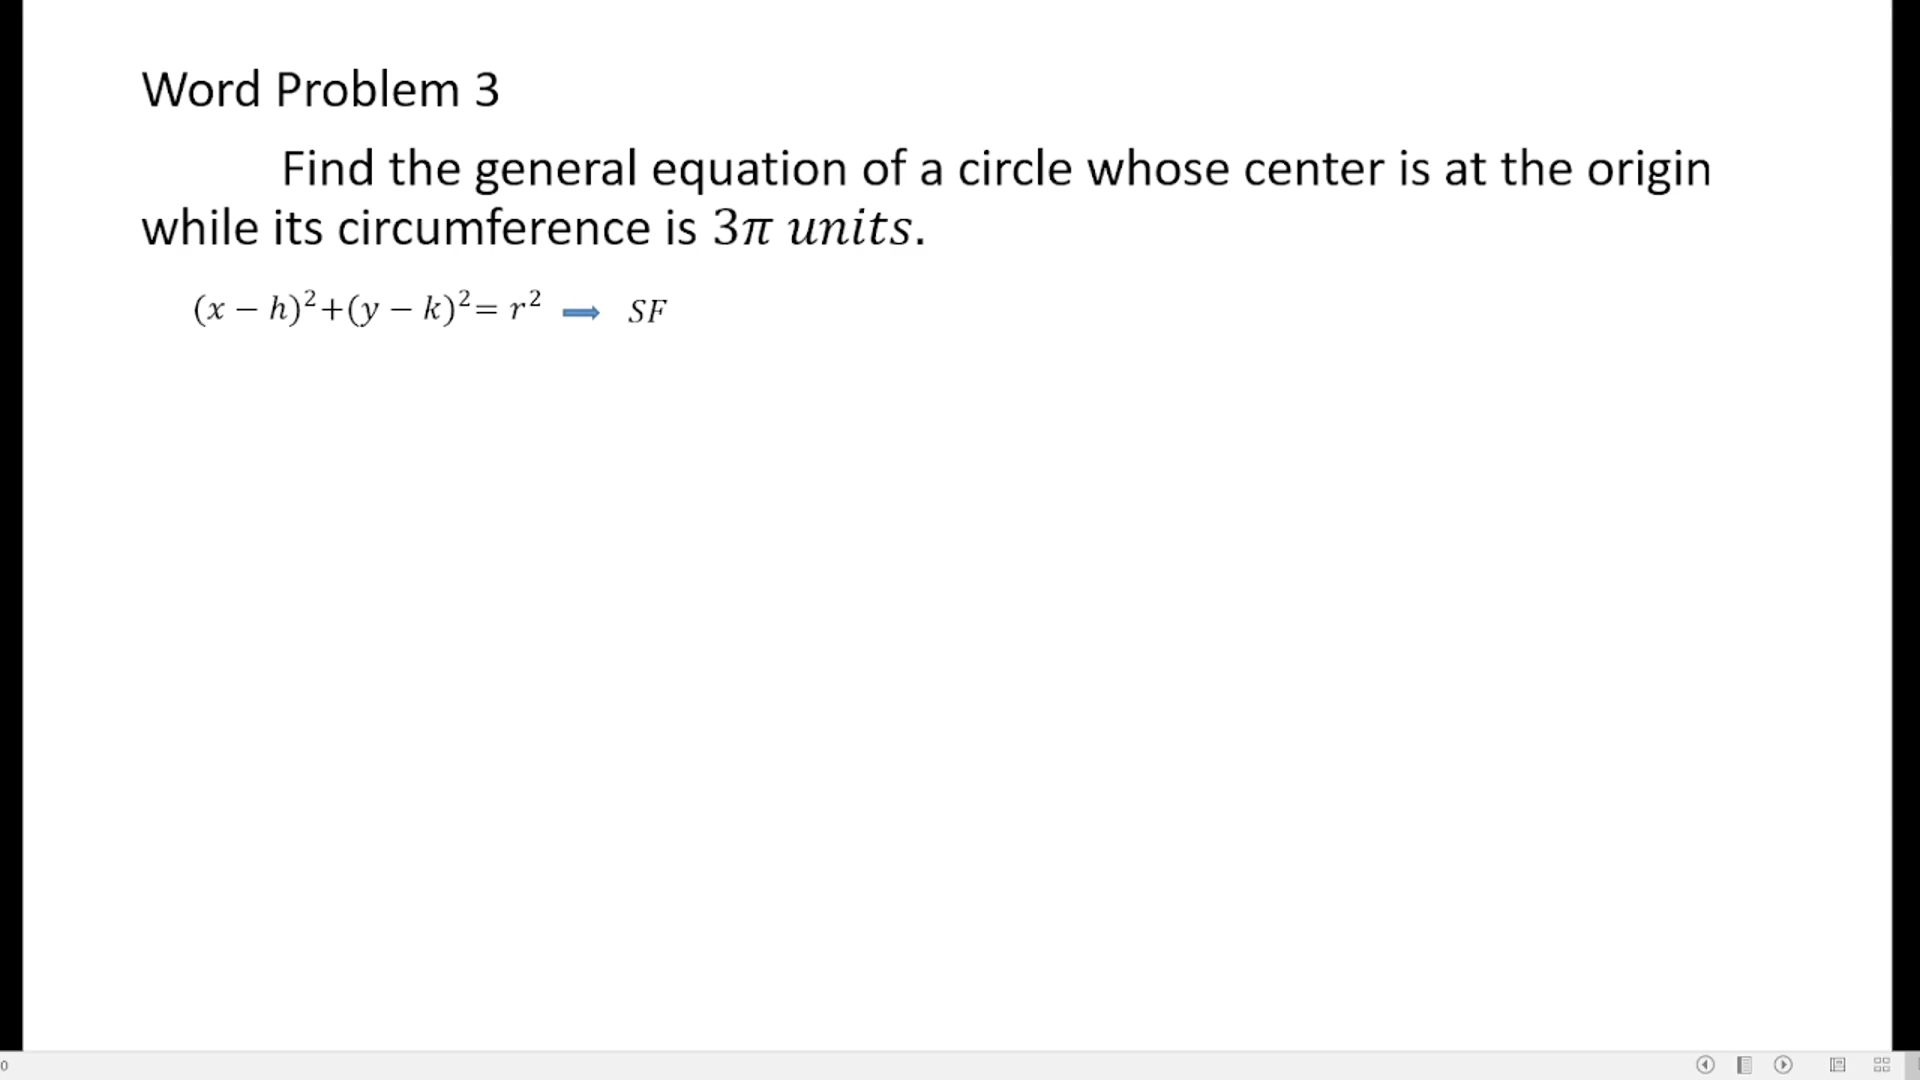 Word Problem 3
Find the general equation of a circle whose center is at the origin
while its circumference is 3π units.
(x − h)²+(y − k)²= r² ➡ SF
0